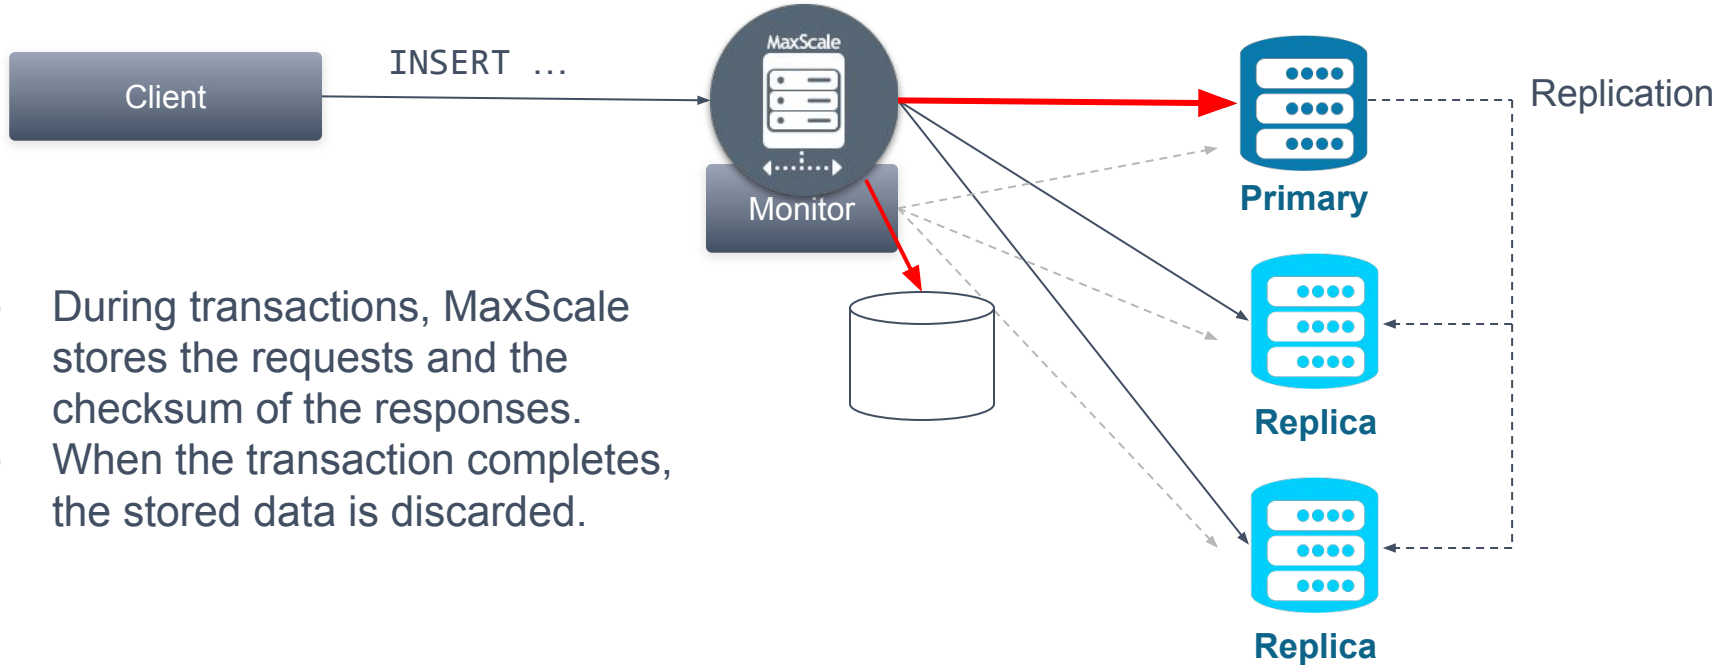 MaxScale
INSERT …
Client
Replication
Primary
Monitor
During transactions, MaxScale
stores the requests and the
checksum of the responses.
When the transaction completes,
the stored data is discarded.
Replica
Replica